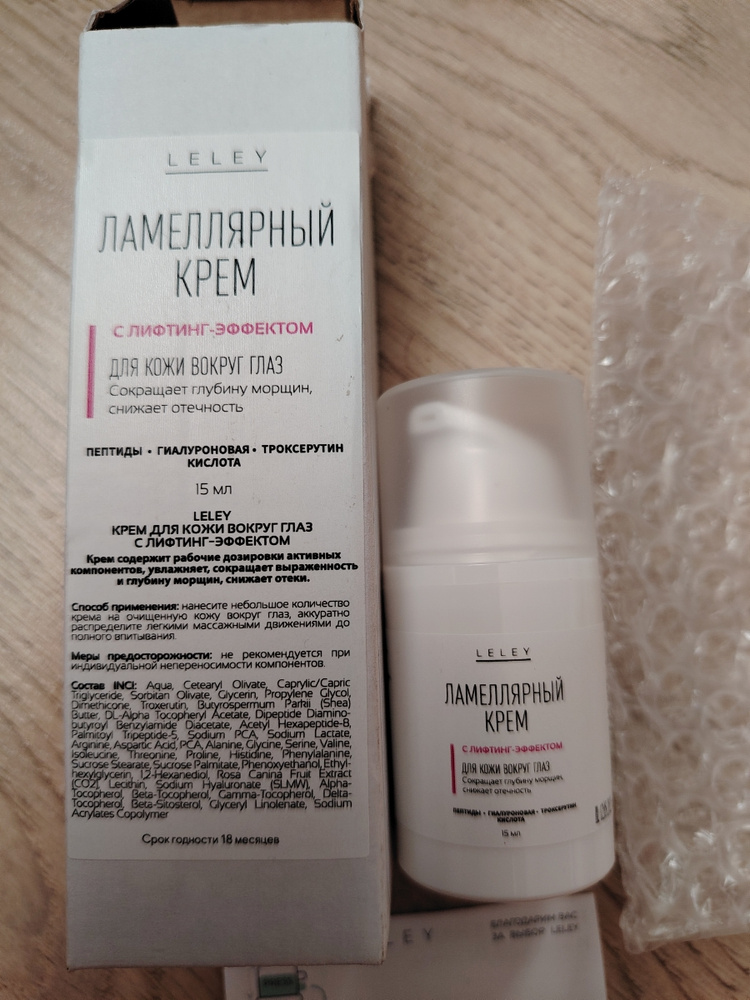 LELEY
ЛАМЕЛЛЯРНЫЙ
КРЕМ
С ЛИФТИНГ-ЭФФЕКТОМ
ДЛЯ КОЖИ ВОКРУГ ГЛАЗ
Сокращает глубину морщин,
снижает отечность
ПЕПТИДЫ • ГИАЛУРОНОВАЯ • ТРОКСЕРУТИН
КИСЛОТА
15 мл
LELEY
КРЕМ ДЛЯ КОЖИ ВОКРУГ ГЛАЗ
С ЛИФТИНГ-ЭФФЕКТОМ
Крем содержит рабочие дозировки активных
компонентов, увлажняет, сокращает выраженность
и глубину морщин, снижает отеки.
Способ применения: нанесите небольшое количество
крема на очищенную кожу вокруг глаз, аккуратно
распределите легкими массажными движениями до
полного впитывания.
Меры предосторожности: не рекомендуется при
индивидуальной непереносимости компонентов.
Состав INCI: Aqua, Cetearyl Olivate, Caprylic/Capric
Triglyceride, Sorbitan Olivate, Glycerin, Propylene Glycol,
Dimethicone, Troxerutin, Butyrospermum Parkii (Shea)
Butter, DL-Alpha Tocopheryl Acetate, Dipeptide Diamino-
butyroyl Benzylamide Diacetate, Acetyl Hexapeptide-8,
Palmitoyl Tripeptide-5, Sodium PCA, Sodium Lactate,
Arginine, Aspartic Acid, PCA, Alanine, Glycine, Serine, Valine,
Isoleucine, Threonine, Proline, Histidine, Phenylalanine,
Sucrose Stearate, Sucrose Palmitate, Phenoxyethanol, Ethyl-
hexylglycerin, 1,2-Hexanediol, Rosa Canina Fruit Extract
(CO2), Lecithin, Sodium Hyaluronate (SLMW), Alpha-
Tocopherol, Beta-Tocopherol, Gamma-Tocopherol, Delta-
Tocopherol, Beta-Sitosterol, Glyceryl Linolenate, Sodium
Acrylates Copolymer
Срок годности 18 месяцев
LELEY
ЛАМЕЛЛЯРНЫЙ
КРЕМ
С ЛИФТИНГ-ЭФФЕКТОМ
ДЛЯ КОЖИ ВОКРУГ ГЛАЗ
Сокращает глубину морщин,
снижает отечность
ПЕПТИДЫ • ГИАЛУРОНОВАЯ • ТРОКСЕРУТИН
КИСЛОТА
15 мл
БЛАГОДАРИМ ВАС
ЗА ВЫБОР LELEY